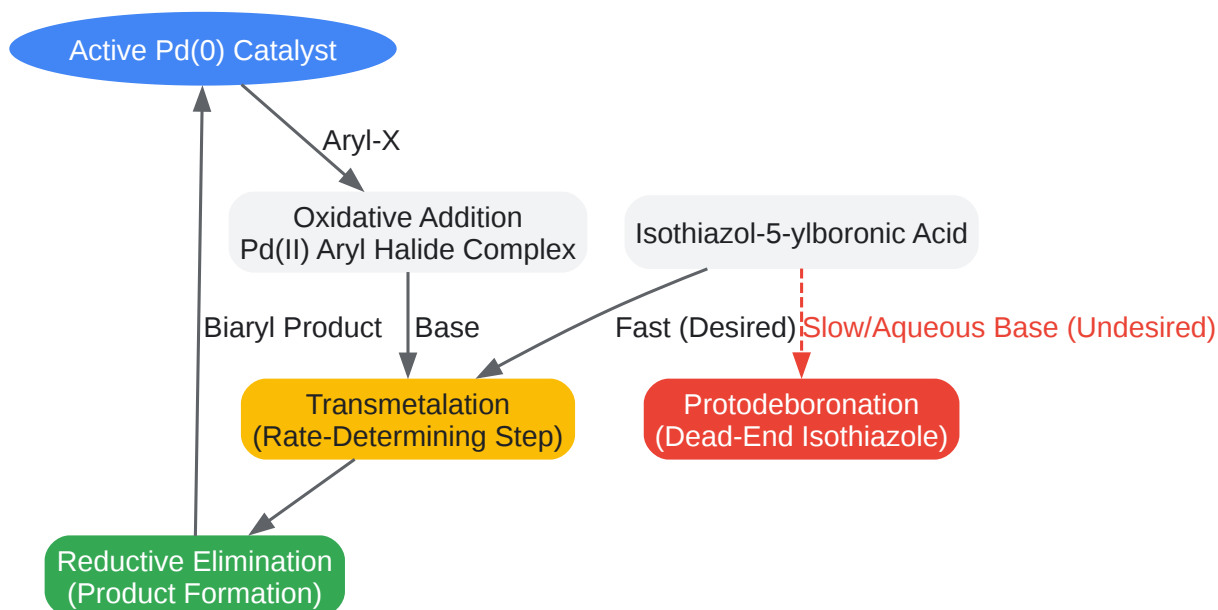 Active Pd(0) Catalyst
Aryl-X
Oxidative Addition
Pd(II) Aryl Halide Complex
Isothiazol-5-ylboronic Acid
Biaryl Product
Base
Fast (Desired)
Slow/Aqueous Base (Undesired)
Transmetalation
(Rate-Determining Step)
Protodeboronation
(Dead-End Isothiazole)
Reductive Elimination
(Product Formation)